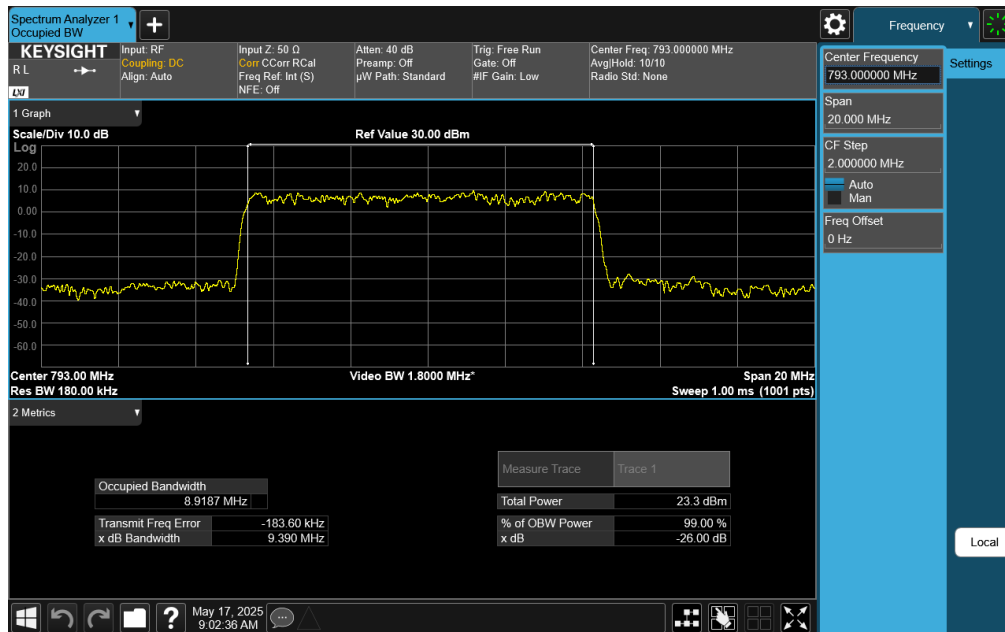 Spectrum Analyzer 1
Occupied BW
Frequency
KEYSIGHT
R L
LXI
Input: RF
Coupling: DC
Align: Auto
Input Z: 50 Ω
Corr CCorr RCal
Freq Ref: Int (S)
NFE: Off
Atten: 40 dB
Preamp: Off
µW Path: Standard
Trig: Free Run
Gate: Off
#IF Gain: Low
Center Freq: 793.000000 MHz
Avg|Hold: 10/10
Radio Std: None
Center Frequency
793.000000 MHz
Settings
Span
20.000 MHz
CF Step
2.000000 MHz
Auto
Man
Freq Offset
0 Hz
1 Graph
Scale/Div 10.0 dB
Ref Value 30.00 dBm
Log
20.0
10.0
0.00
-10.0
-20.0
-30.0
-40.0
-50.0
-60.0
Center 793.00 MHz
Video BW 1.8000 MHz*
Span 20 MHz
Res BW 180.00 kHz
Sweep 1.00 ms (1001 pts)
2 Metrics
Measure Trace Trace 1
Occupied Bandwidth
8.9187 MHz
Total Power 23.3 dBm
Transmit Freq Error -183.60 kHz
% of OBW Power 99.00 %
x dB Bandwidth 9.390 MHz
x dB -26.00 dB
Local
May 17, 2025
9:02:36 AM